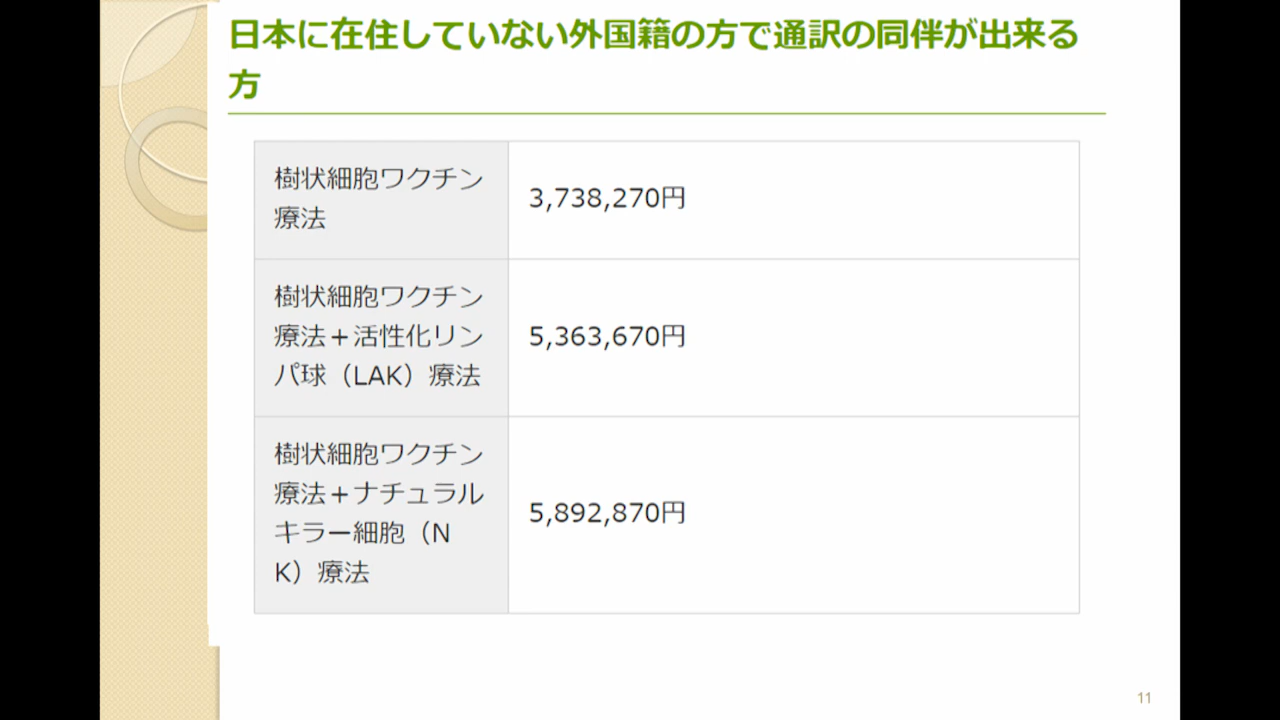 日本に在住していない外国籍の方で通訳の同伴が出来る
方
樹状細胞ワクチン
療法
3,738,270円
樹状細胞ワクチン
療法＋活性化リン
パ球（LAK）療法
5,363,670円
樹状細胞ワクチン
療法＋ナチュラル
キラー細胞（N
K）療法
5,892,870円
11